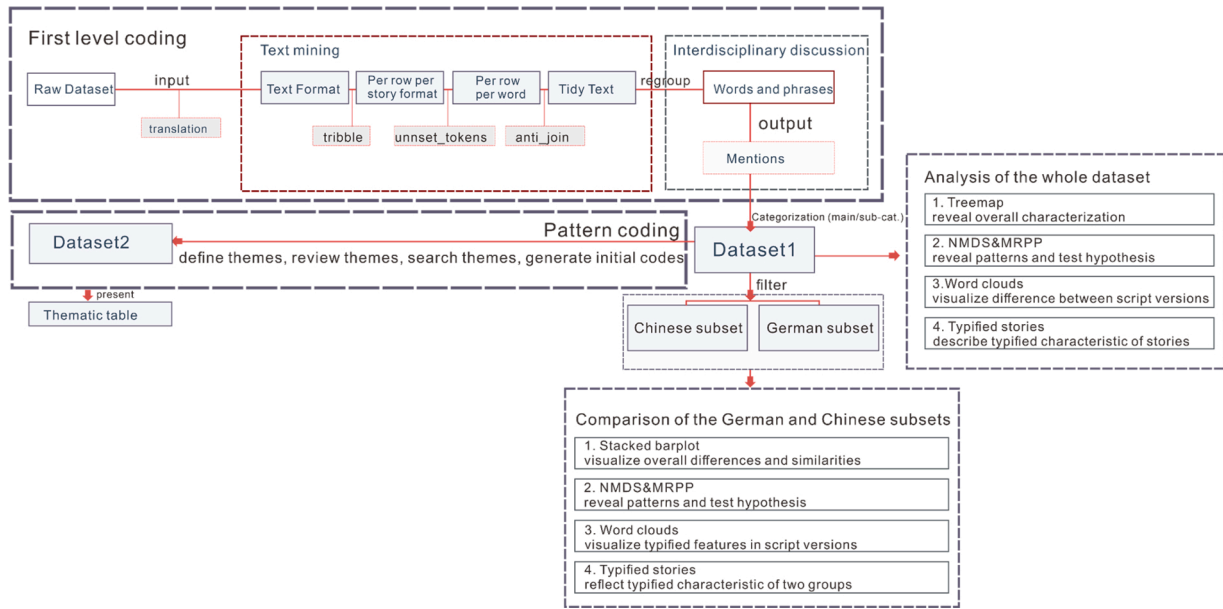 First level coding
Text mining
Interdisciplinary discussion
Raw Dataset
input
translation
Text Format
Per row per
story format
Per row
per word
Tidy Text
regroup
Words and phrases
tribble
unnset_tokens
anti_join
output
Mentions
Categorization (main/sub-cat.)
Pattern coding
Dataset2
define themes, review themes, search themes, generate initial codes
Dataset1
present
Thematic table
filter
Chinese subset
German subset
Analysis of the whole dataset
1. Treemap
reveal overall characterization
2. NMDS&MRPP
reveal patterns and test hypothesis
3.Word clouds
visualize difference between script versions
4. Typified stories
describe typified characteristic of stories
Comparison of the German and Chinese subsets
1. Stacked barplot
visualize overall differences and similarities
2. NMDS&MRPP
reveal patterns and test hypothesis
3. Word clouds
visualize typified features in script versions
4. Typified stories
reflect typified characteristic of two groups